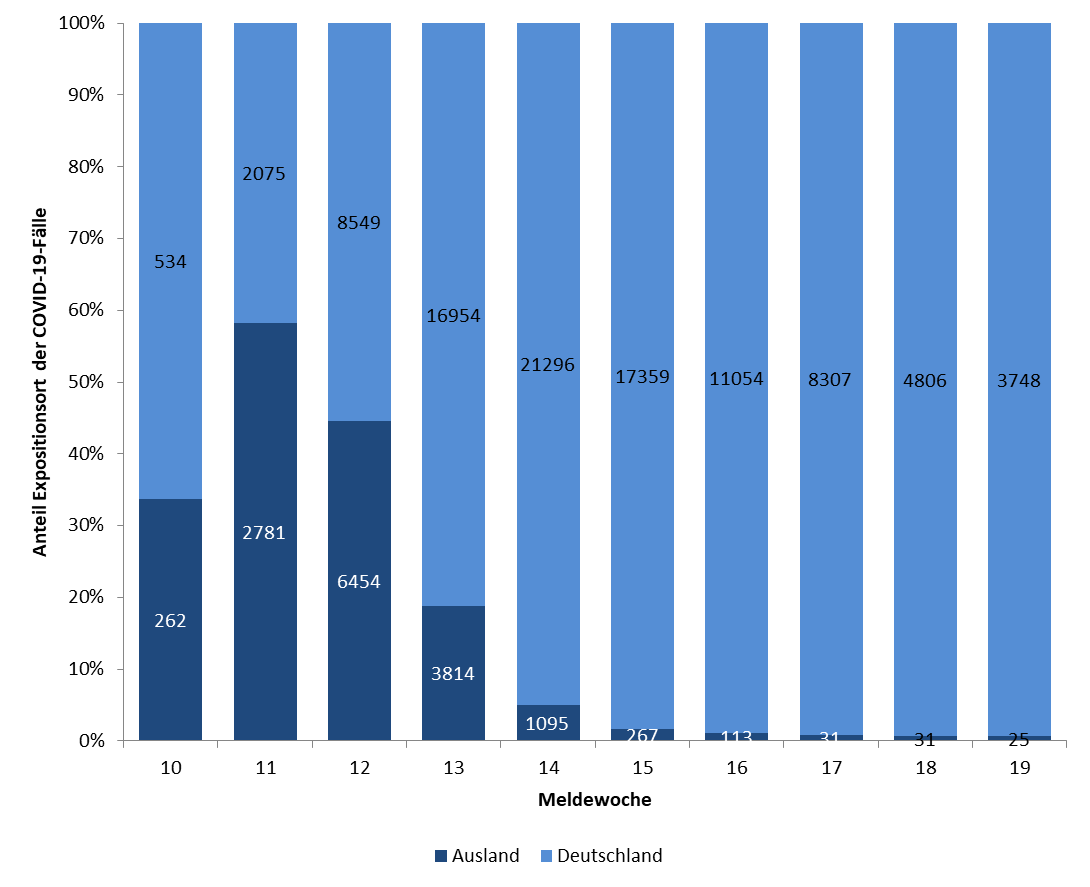 Anteil Expositionsort der COVID-19-Fälle
100%
90%
80%
70%
60%
50%
40%
30%
20%
10%
0%
534 2075 8549 16954 21296 17359 11054 8307 4806 3748
262 2781 6454 3814 1095 267 113 31 31 25
10 11 12 13 14 15 16 17 18 19
Meldewoche
Ausland Deutschland